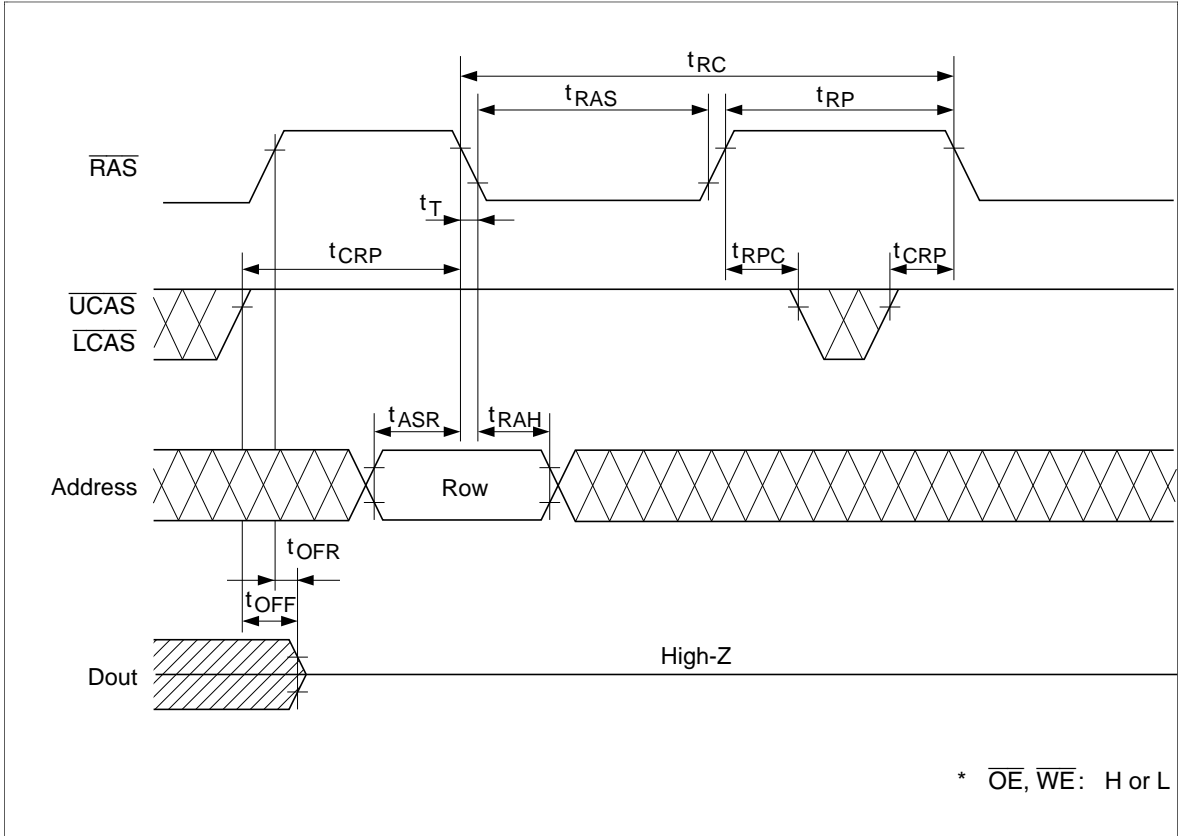 tRC
tRAS tRP
RAS
tT
tCRP tRPC tCRP
UCAS
LCAS
tASR tRAH
Address Row
tOFR
tOFF
High-Z
Dout
* OE, WE: H or L